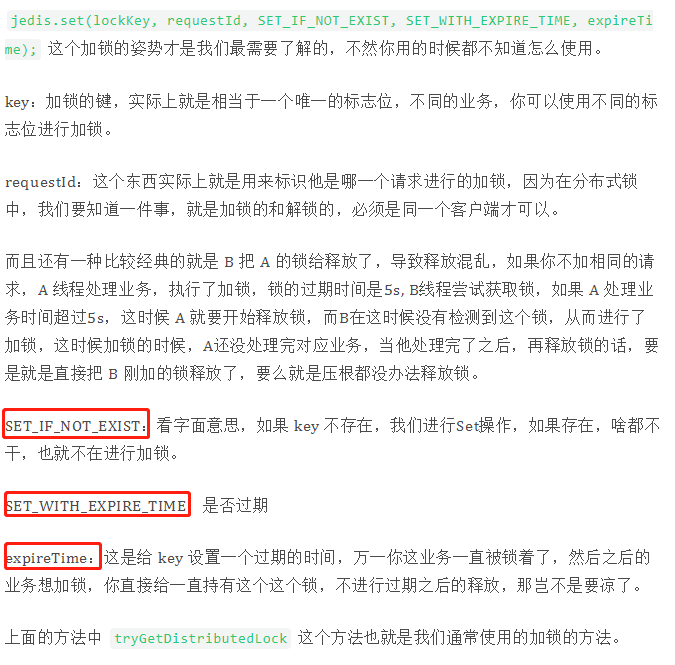 jedis.set(lockKey, requestId, SET_IF_NOT_EXIST, SET_WITH_EXPIRE_TIME, expireTi
me); 这个加锁的姿势才是我们最需要了解的，不然你用的时候都不知道怎么使用。
key：加锁的键，实际上就是相当于一个唯一的标志位，不同的业务，你可以使用不同的标
志位进行加锁。
requestId：这个东西实际上就是用来标识他是哪一个请求进行的加锁，因为在分布式锁
中，我们要知道一件事，就是加锁的和解锁的，必须是同一个客户端才可以。
而且还有一种比较经典的就是 B 把 A 的锁给释放了，导致释放混乱，如果你不加相同的请
求，A 线程处理业务，执行了加锁，锁的过期时间是5s, B线程尝试获取锁，如果 A 处理业
务时间超过5s，这时候 A 就要开始释放锁，而B在这时候没有检测到这个锁，从而进行了
加锁，这时候加锁的时候，A还没处理完对应业务，当他处理完了之后，再释放锁的话，要
是就是直接把 B 刚加的锁释放了，要么就是压根都没办法释放锁。
SET_IF_NOT_EXIST：看字面意思，如果 key 不存在，我们进行Set操作，如果存在，啥都不
干，也就不在进行加锁。
SET_WITH_EXPIRE_TIME 是否过期
expireTime：这是给 key 设置一个过期的时间，万一你这业务一直被锁着了，然后之后的
业务想加锁，你直接给一直持有这个这个锁，不进行过期之后的释放，那岂不是要凉了。
上面的方法中 tryGetDistributedLock 这个方法也就是我们通常使用的加锁的方法。